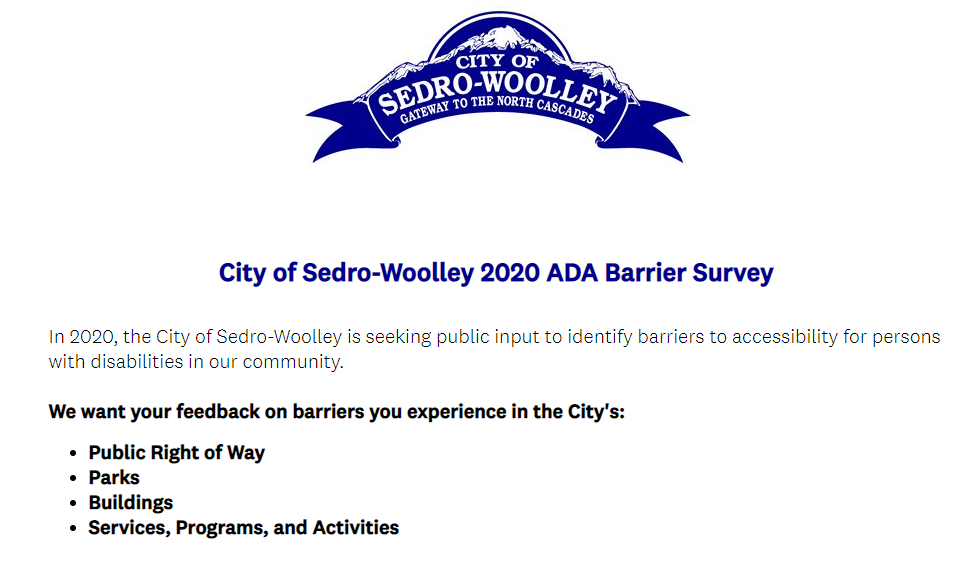 CITY OF
SEDRO-WOOLLEY
GATEWAY TO THE NORTH CASCADES
City of Sedro-Woolley 2020 ADA Barrier Survey
In 2020, the City of Sedro-Woolley is seeking public input to identify barriers to accessibility for persons
with disabilities in our community.
We want your feedback on barriers you experience in the City's:
• Public Right of Way
• Parks
• Buildings
• Services, Programs, and Activities